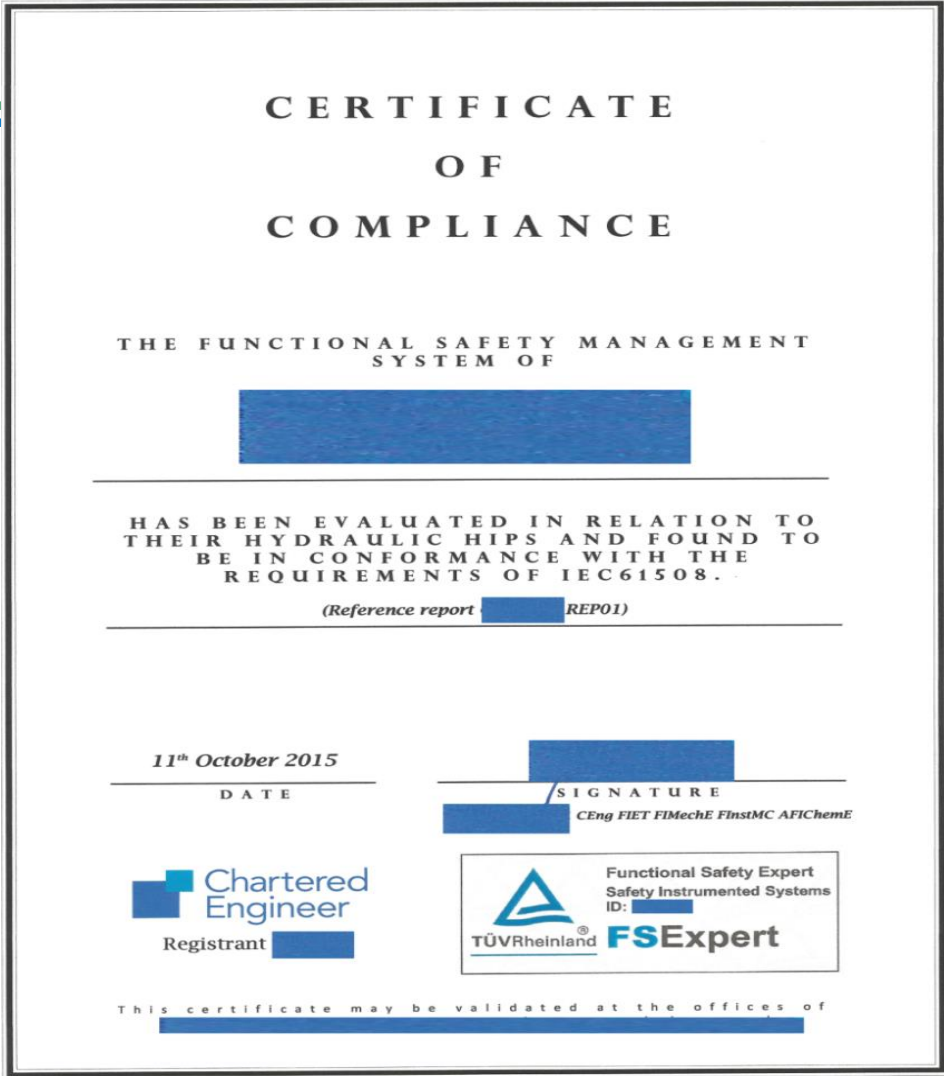 CERTIFICATE
OF
COMPLIANCE
THE FUNCTIONAL SAFETY MANAGEMENT
SYSTEM OF
HAS BEEN EVALUATED IN RELATION TO
THEIR HYDRAULIC HIPS AND FOUND TO
BE IN CONFORMANCE WITH THE
REQUIREMENTS OF IEC61508.
(Reference report REP01)
11th October 2015
DATE
SIGNATURE
CEng FIET FIMechE FInstMC AFIChemE
Chartered
Engineer
Registrant
TÜVRheinland ®
Functional Safety Expert
Safety Instrumented Systems
ID:
FSExpert
This certificate may be validated at the offices of